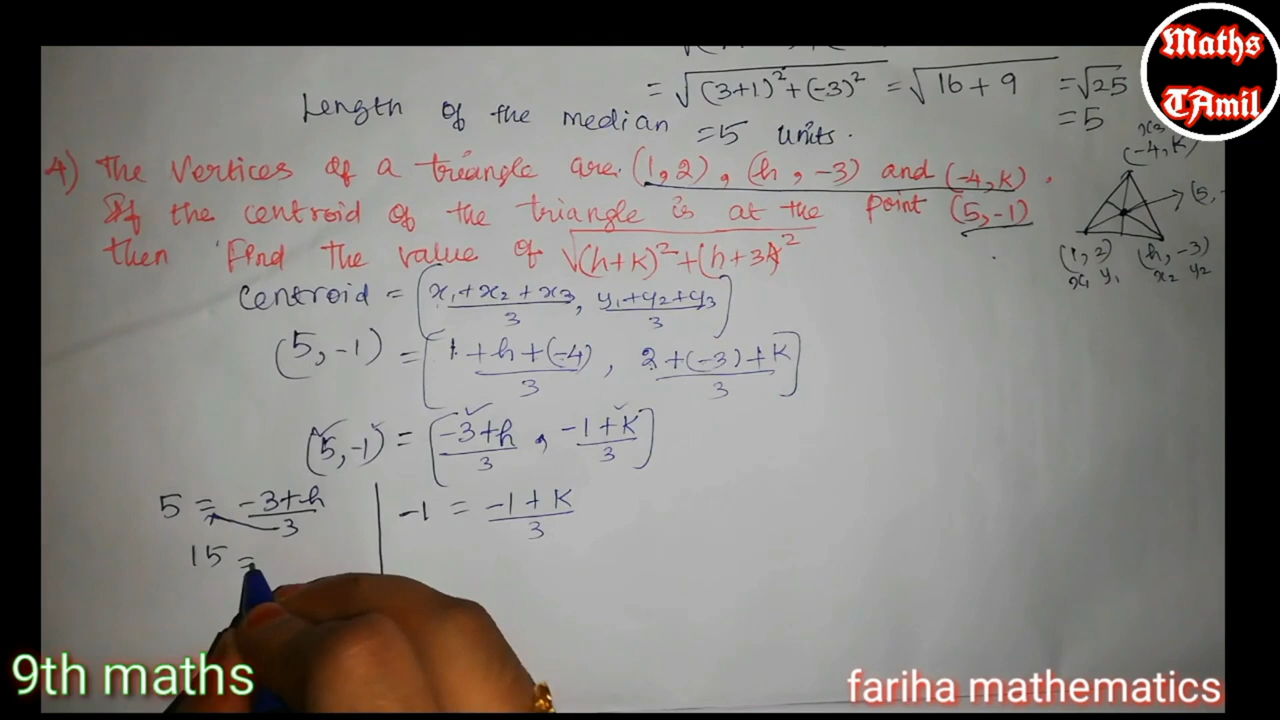 Maths
TAmil
= √(3+1)² + (-3)² = √16 + 9 = √25
Length of the median = 5 units. = 5
4) The vertices of a triangle are (1, 2), (h, -3) and (-4, K).
If the centroid of the triangle is at the point (5, -1)
then Find the value of √(h+K)² + (h+3K)²
x3
(-4, K)
(5, -
(1, 2) (h, -3)
x1 y1 x2 y2
Centroid = [x1+x2+x3/3, y1+y2+y3/3]
(5, -1) = [1+h+(-4)/3, 2+(-3)+K/3]
(5, -1) = [-3+h/3, -1+K/3]
5 = -3+h/3 | -1 = -1+K/3
15 =
9th maths
fariha mathematics